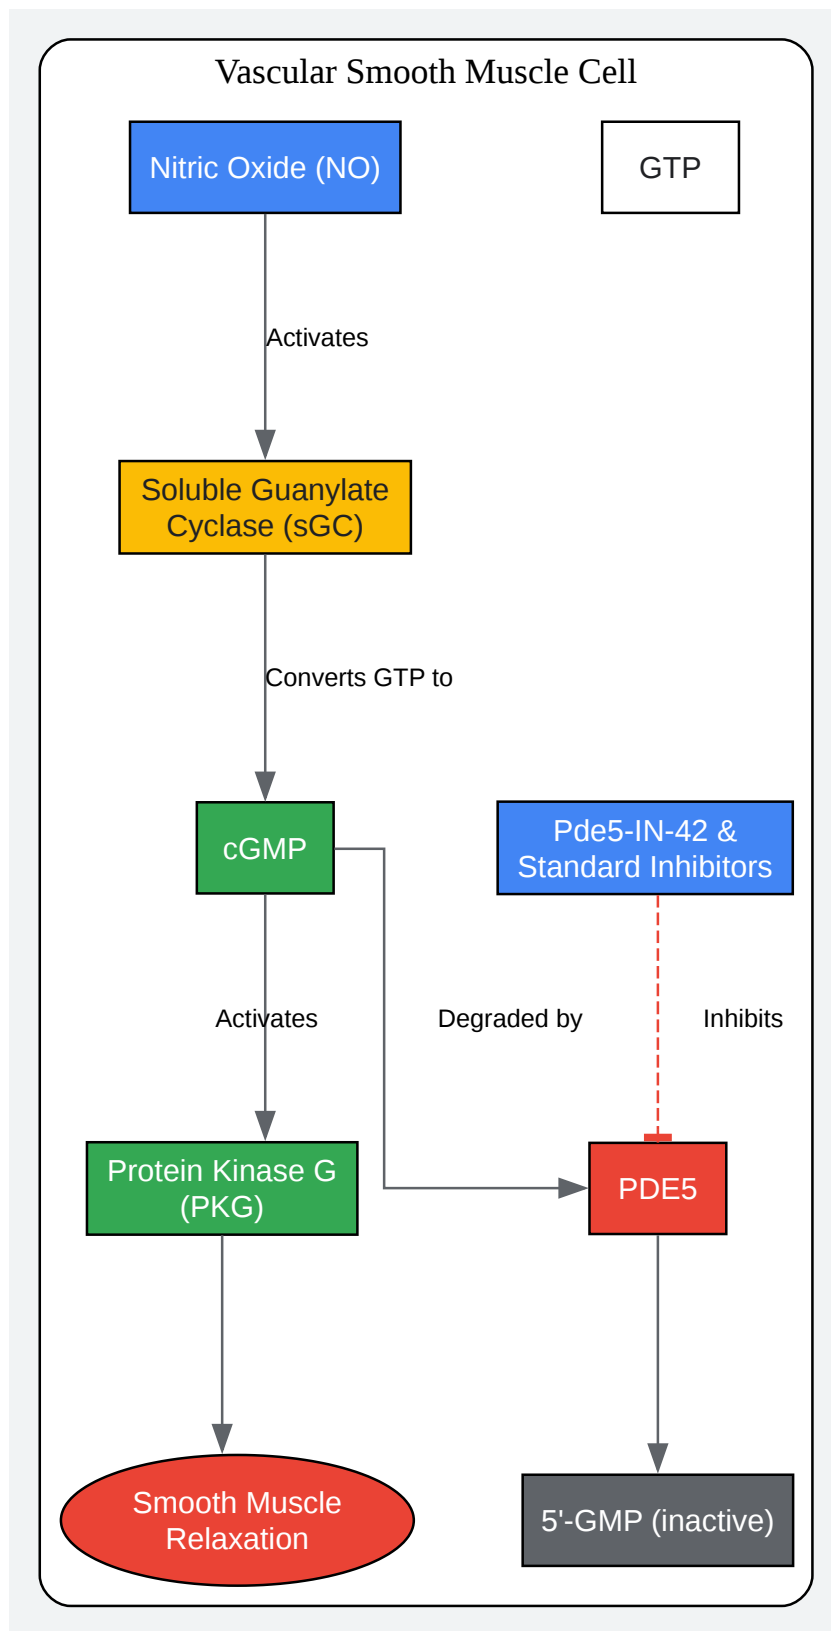 Vascular Smooth Muscle Cell
Nitric Oxide (NO)
GTP
Activates
Soluble Guanylate
Cyclase (sGC)
Converts GTP to
cGMP
Pde5-IN-42 &
Standard Inhibitors
Activates
Degraded by
Inhibits
Protein Kinase G
(PKG)
PDE5
Smooth Muscle
Relaxation
5'-GMP (inactive)